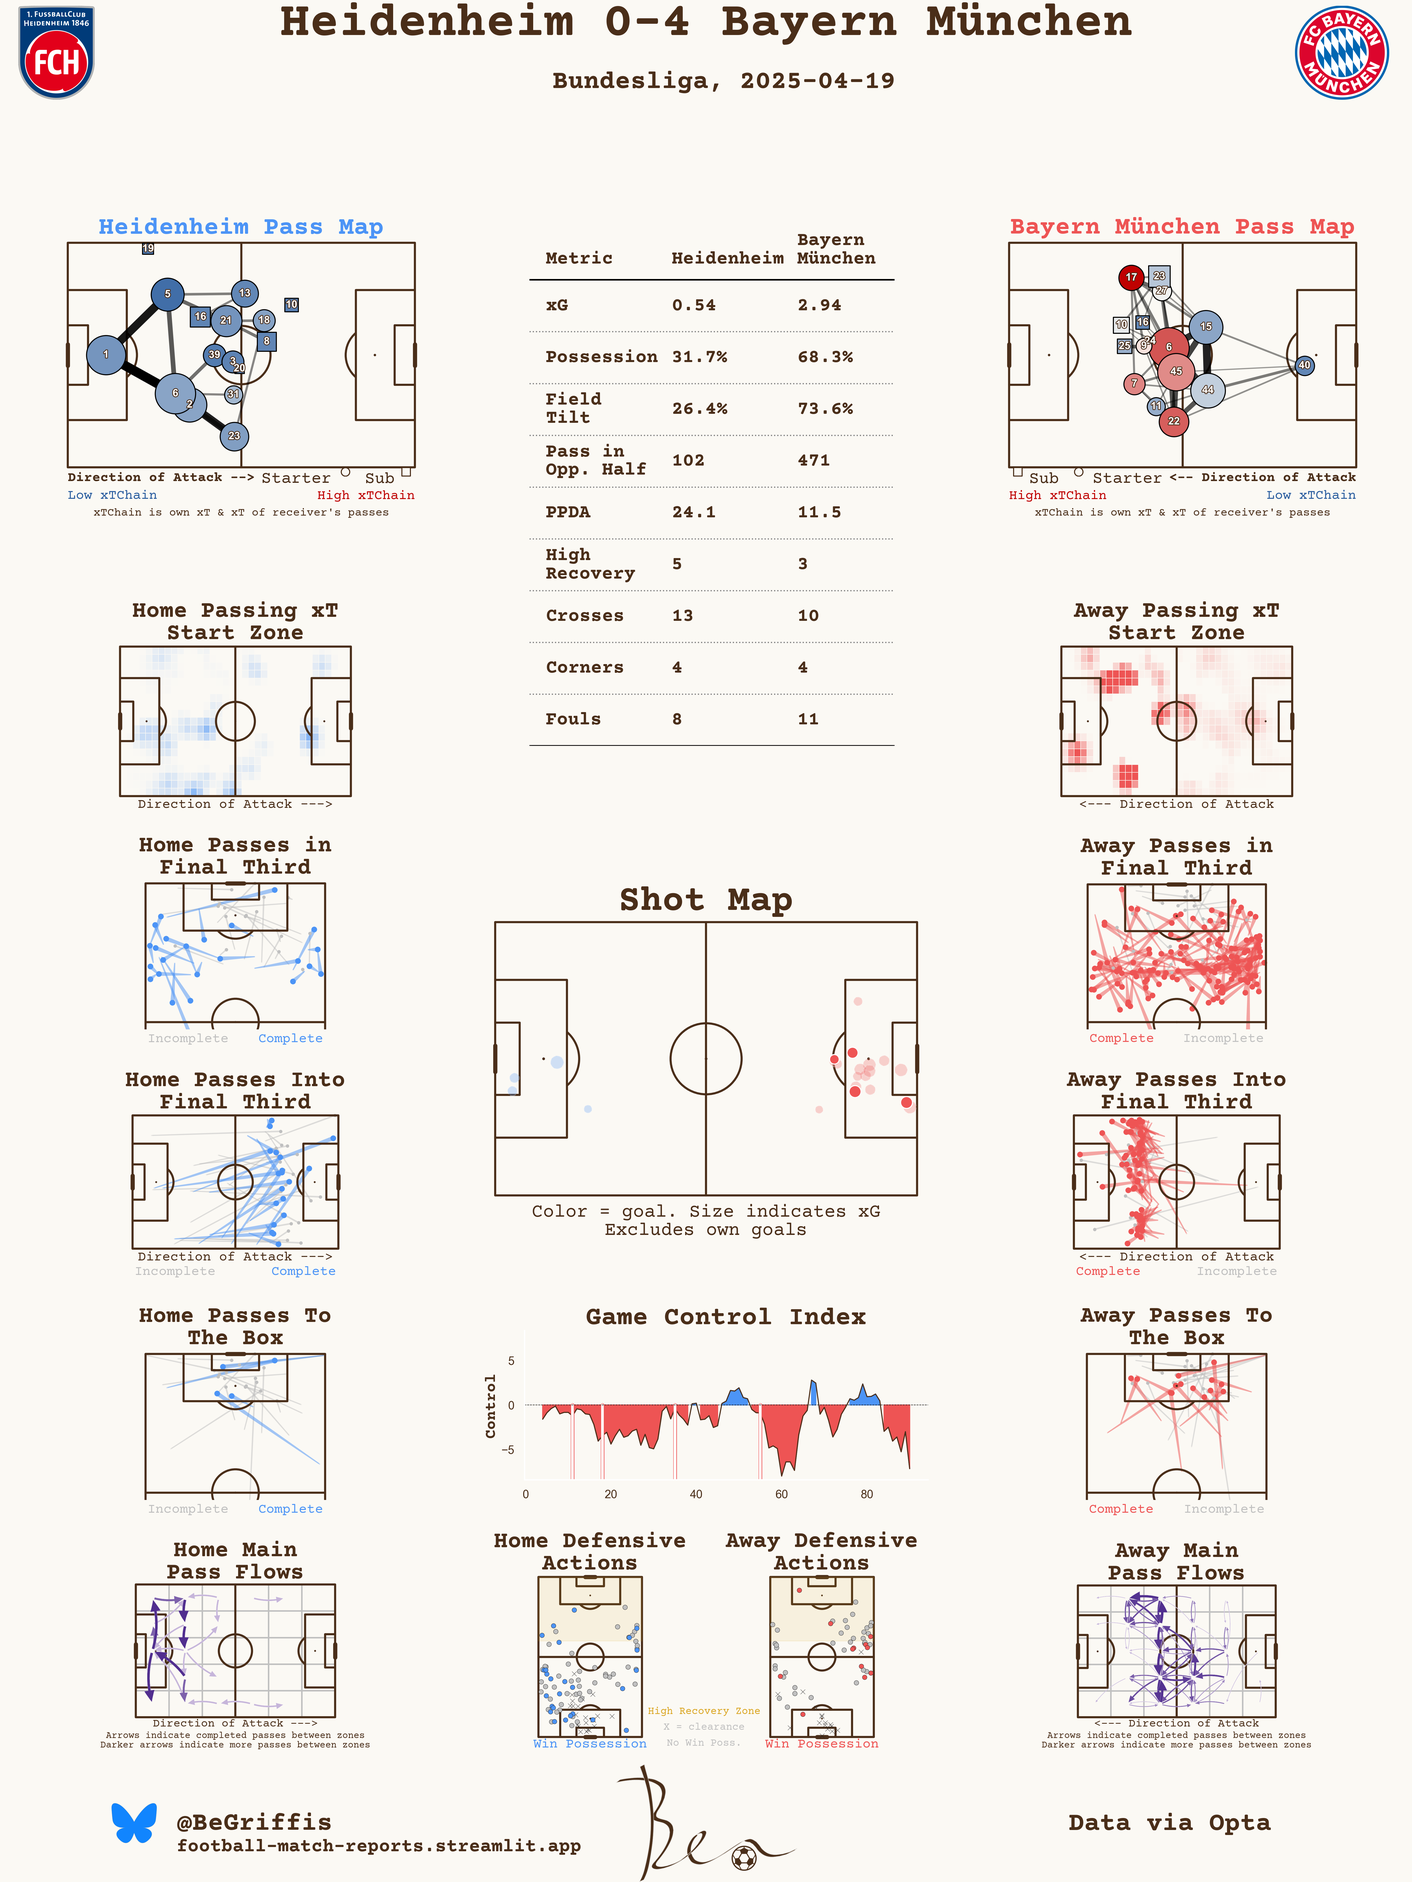 1. FUSSBALLCLUB
HEIDENHEIM 1846
FCH
Heidenheim 0-4 Bayern München
Bundesliga, 2025-04-19
FC BAYERN
MÜNCHEN
Heidenheim Pass Map
19
5
13
10
16
21
18
8
1
39
3
20
6
2
31
23
Direction of Attack --> Starter Sub
Low xTChain High xTChain
xTChain is own xT & xT of receiver's passes
Metric Heidenheim Bayern München
xG 0.54 2.94
Possession 31.7% 68.3%
Field Tilt 26.4% 73.6%
Pass in Opp. Half 102 471
PPDA 24.1 11.5
High Recovery 5 3
Crosses 13 10
Corners 4 4
Fouls 8 11
Bayern München Pass Map
17
23
27
10
16
15
25
9
24
6
40
45
7
44
11
22
Sub Starter <-- Direction of Attack
High xTChain Low xTChain
xTChain is own xT & xT of receiver's passes
Home Passing xT
Start Zone
Direction of Attack --->
Away Passing xT
Start Zone
<--- Direction of Attack
Home Passes in
Final Third
Incomplete Complete
Shot Map
Color = goal. Size indicates xG
Excludes own goals
Away Passes in
Final Third
Complete Incomplete
Home Passes Into
Final Third
Direction of Attack --->
Incomplete Complete
Away Passes Into
Final Third
<--- Direction of Attack
Complete Incomplete
Home Passes To
The Box
Incomplete Complete
Game Control Index
Control
5
0
−5
0 20 40 60 80
Away Passes To
The Box
Complete Incomplete
Home Main
Pass Flows
Direction of Attack --->
Arrows indicate completed passes between zones
Darker arrows indicate more passes between zones
Home Defensive
Actions
Win Possession
High Recovery Zone
X = clearance
No Win Poss.
Away Defensive
Actions
Win Possession
Away Main
Pass Flows
<--- Direction of Attack
Arrows indicate completed passes between zones
Darker arrows indicate more passes between zones
@BeGriffis
football-match-reports.streamlit.app
Ben
Data via Opta